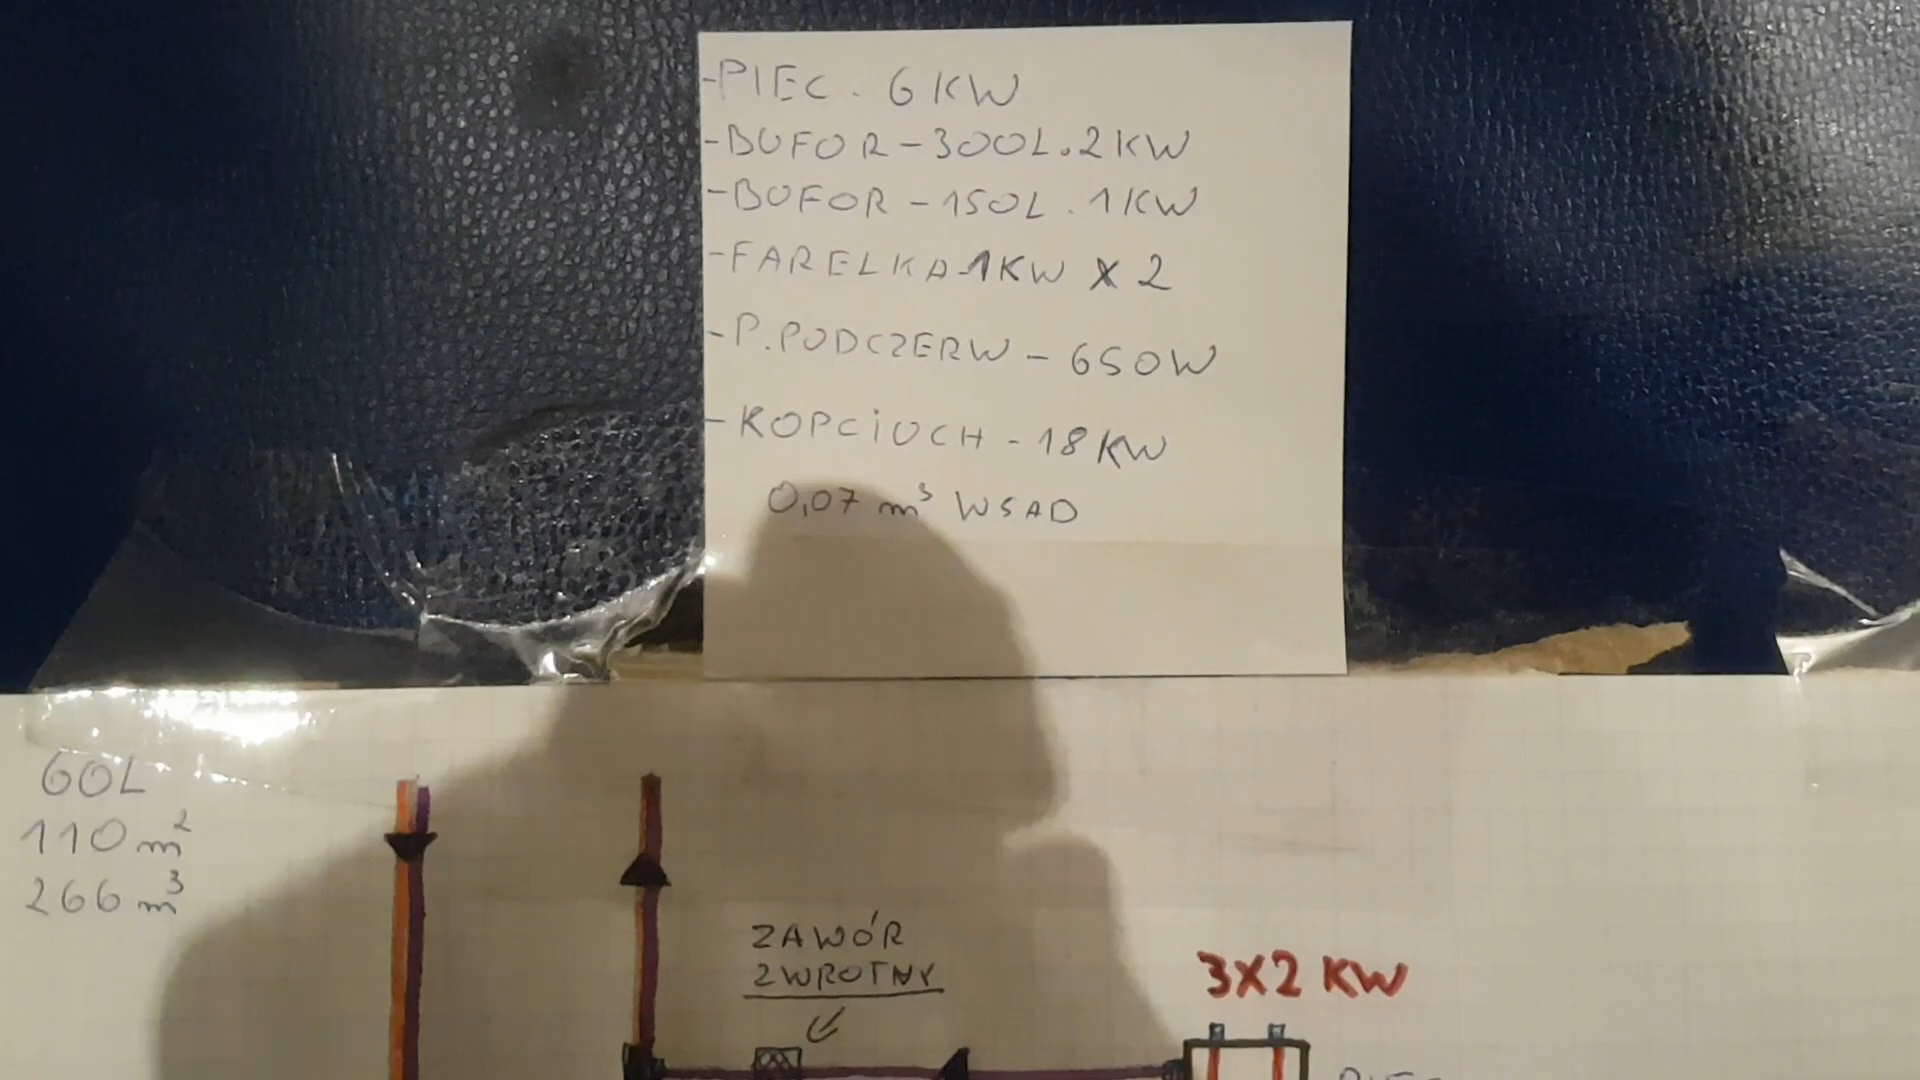 -PIEC. 6KW
-BUFOR-300L.2KW
-BUFOR-150L.1KW
-FARELKA-1KW X 2
-P.PODCZERW-650W
-KOPCiUCH-18KW
0,07 m³ WSAD
60L
110 m²
266 m³
ZAWÓR
ZWROTNY
3X2 KW